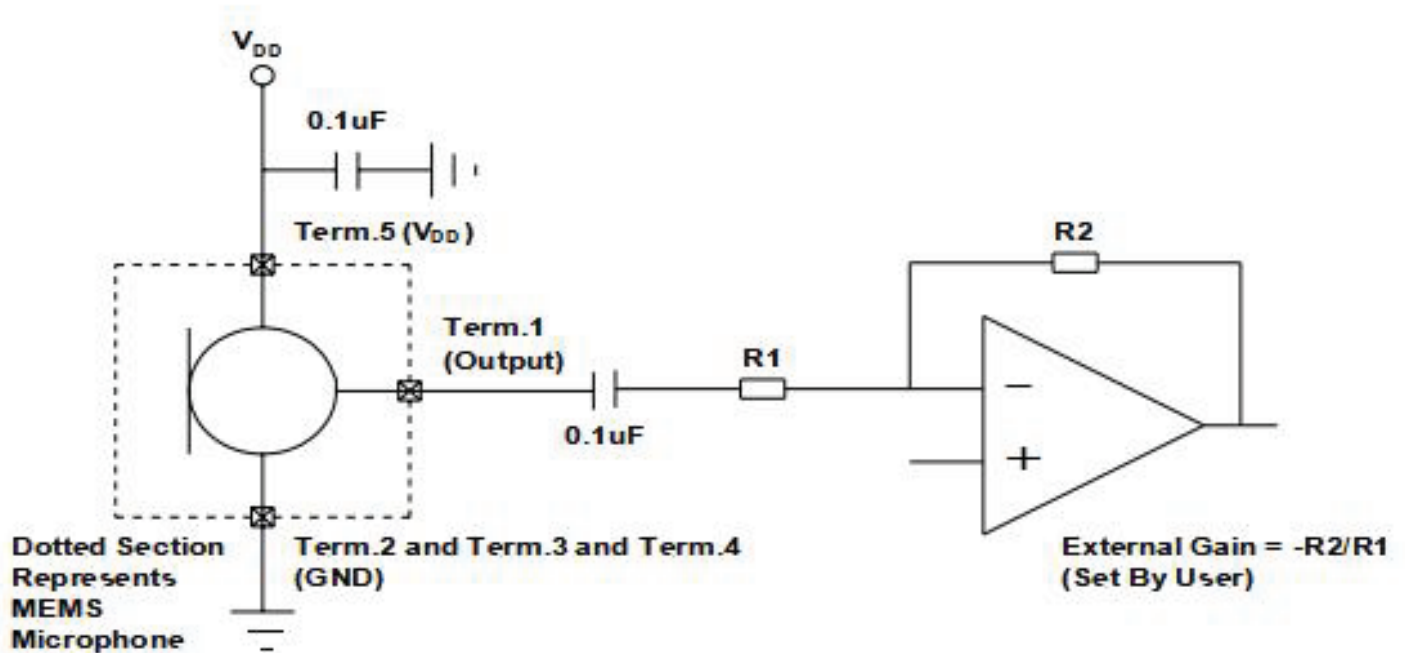 VDD
0.1uF
Term.5 (VDD)
R2
Term.1
(Output)
R1
0.1uF
−
+
Dotted Section
Represents
MEMS
Microphone
Term.2 and Term.3 and Term.4
(GND)
External Gain = -R2/R1
(Set By User)